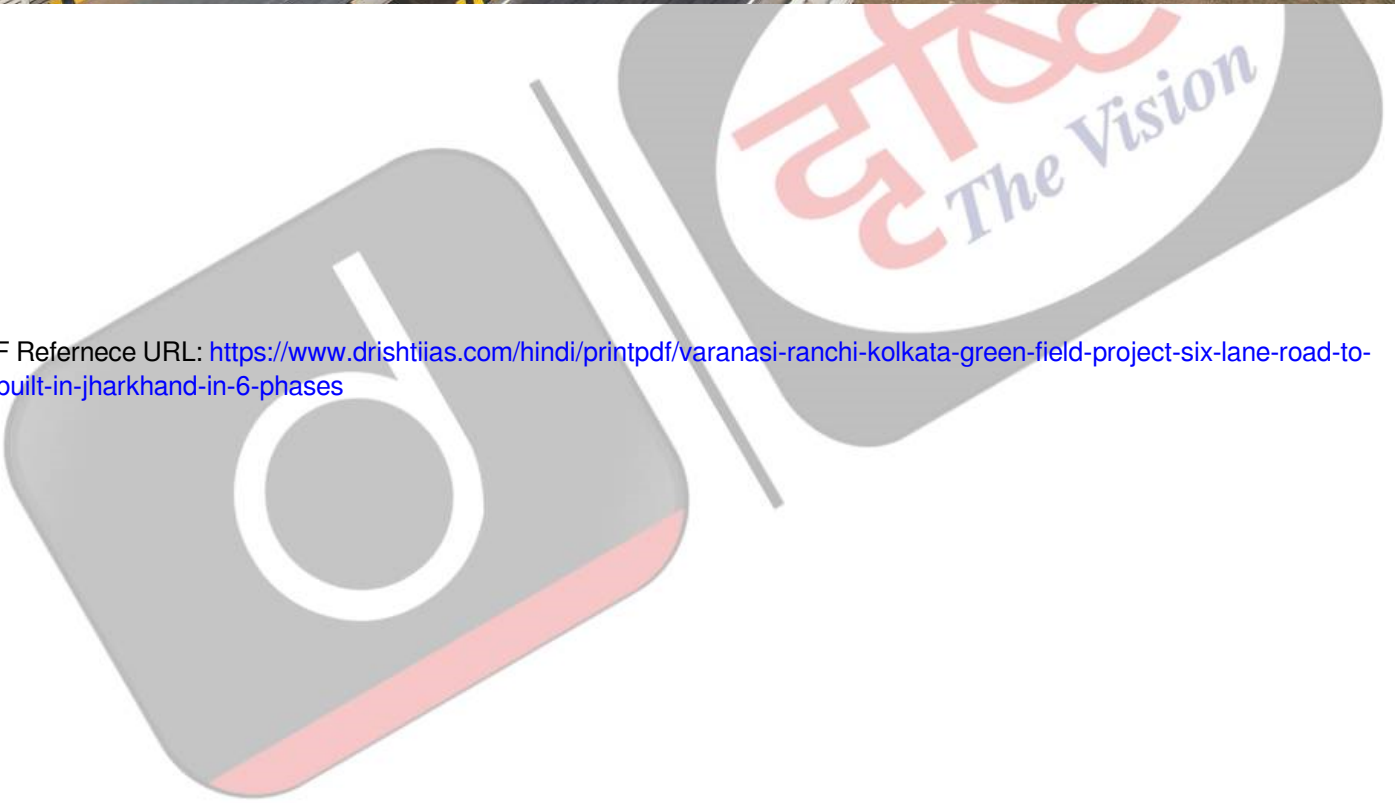 दृष्टि
The Vision
F Refernece URL: https://www.drishtiias.com/hindi/printpdf/varanasi-ranchi-kolkata-green-field-project-six-lane-road-to-
built-in-jharkhand-in-6-phases
d